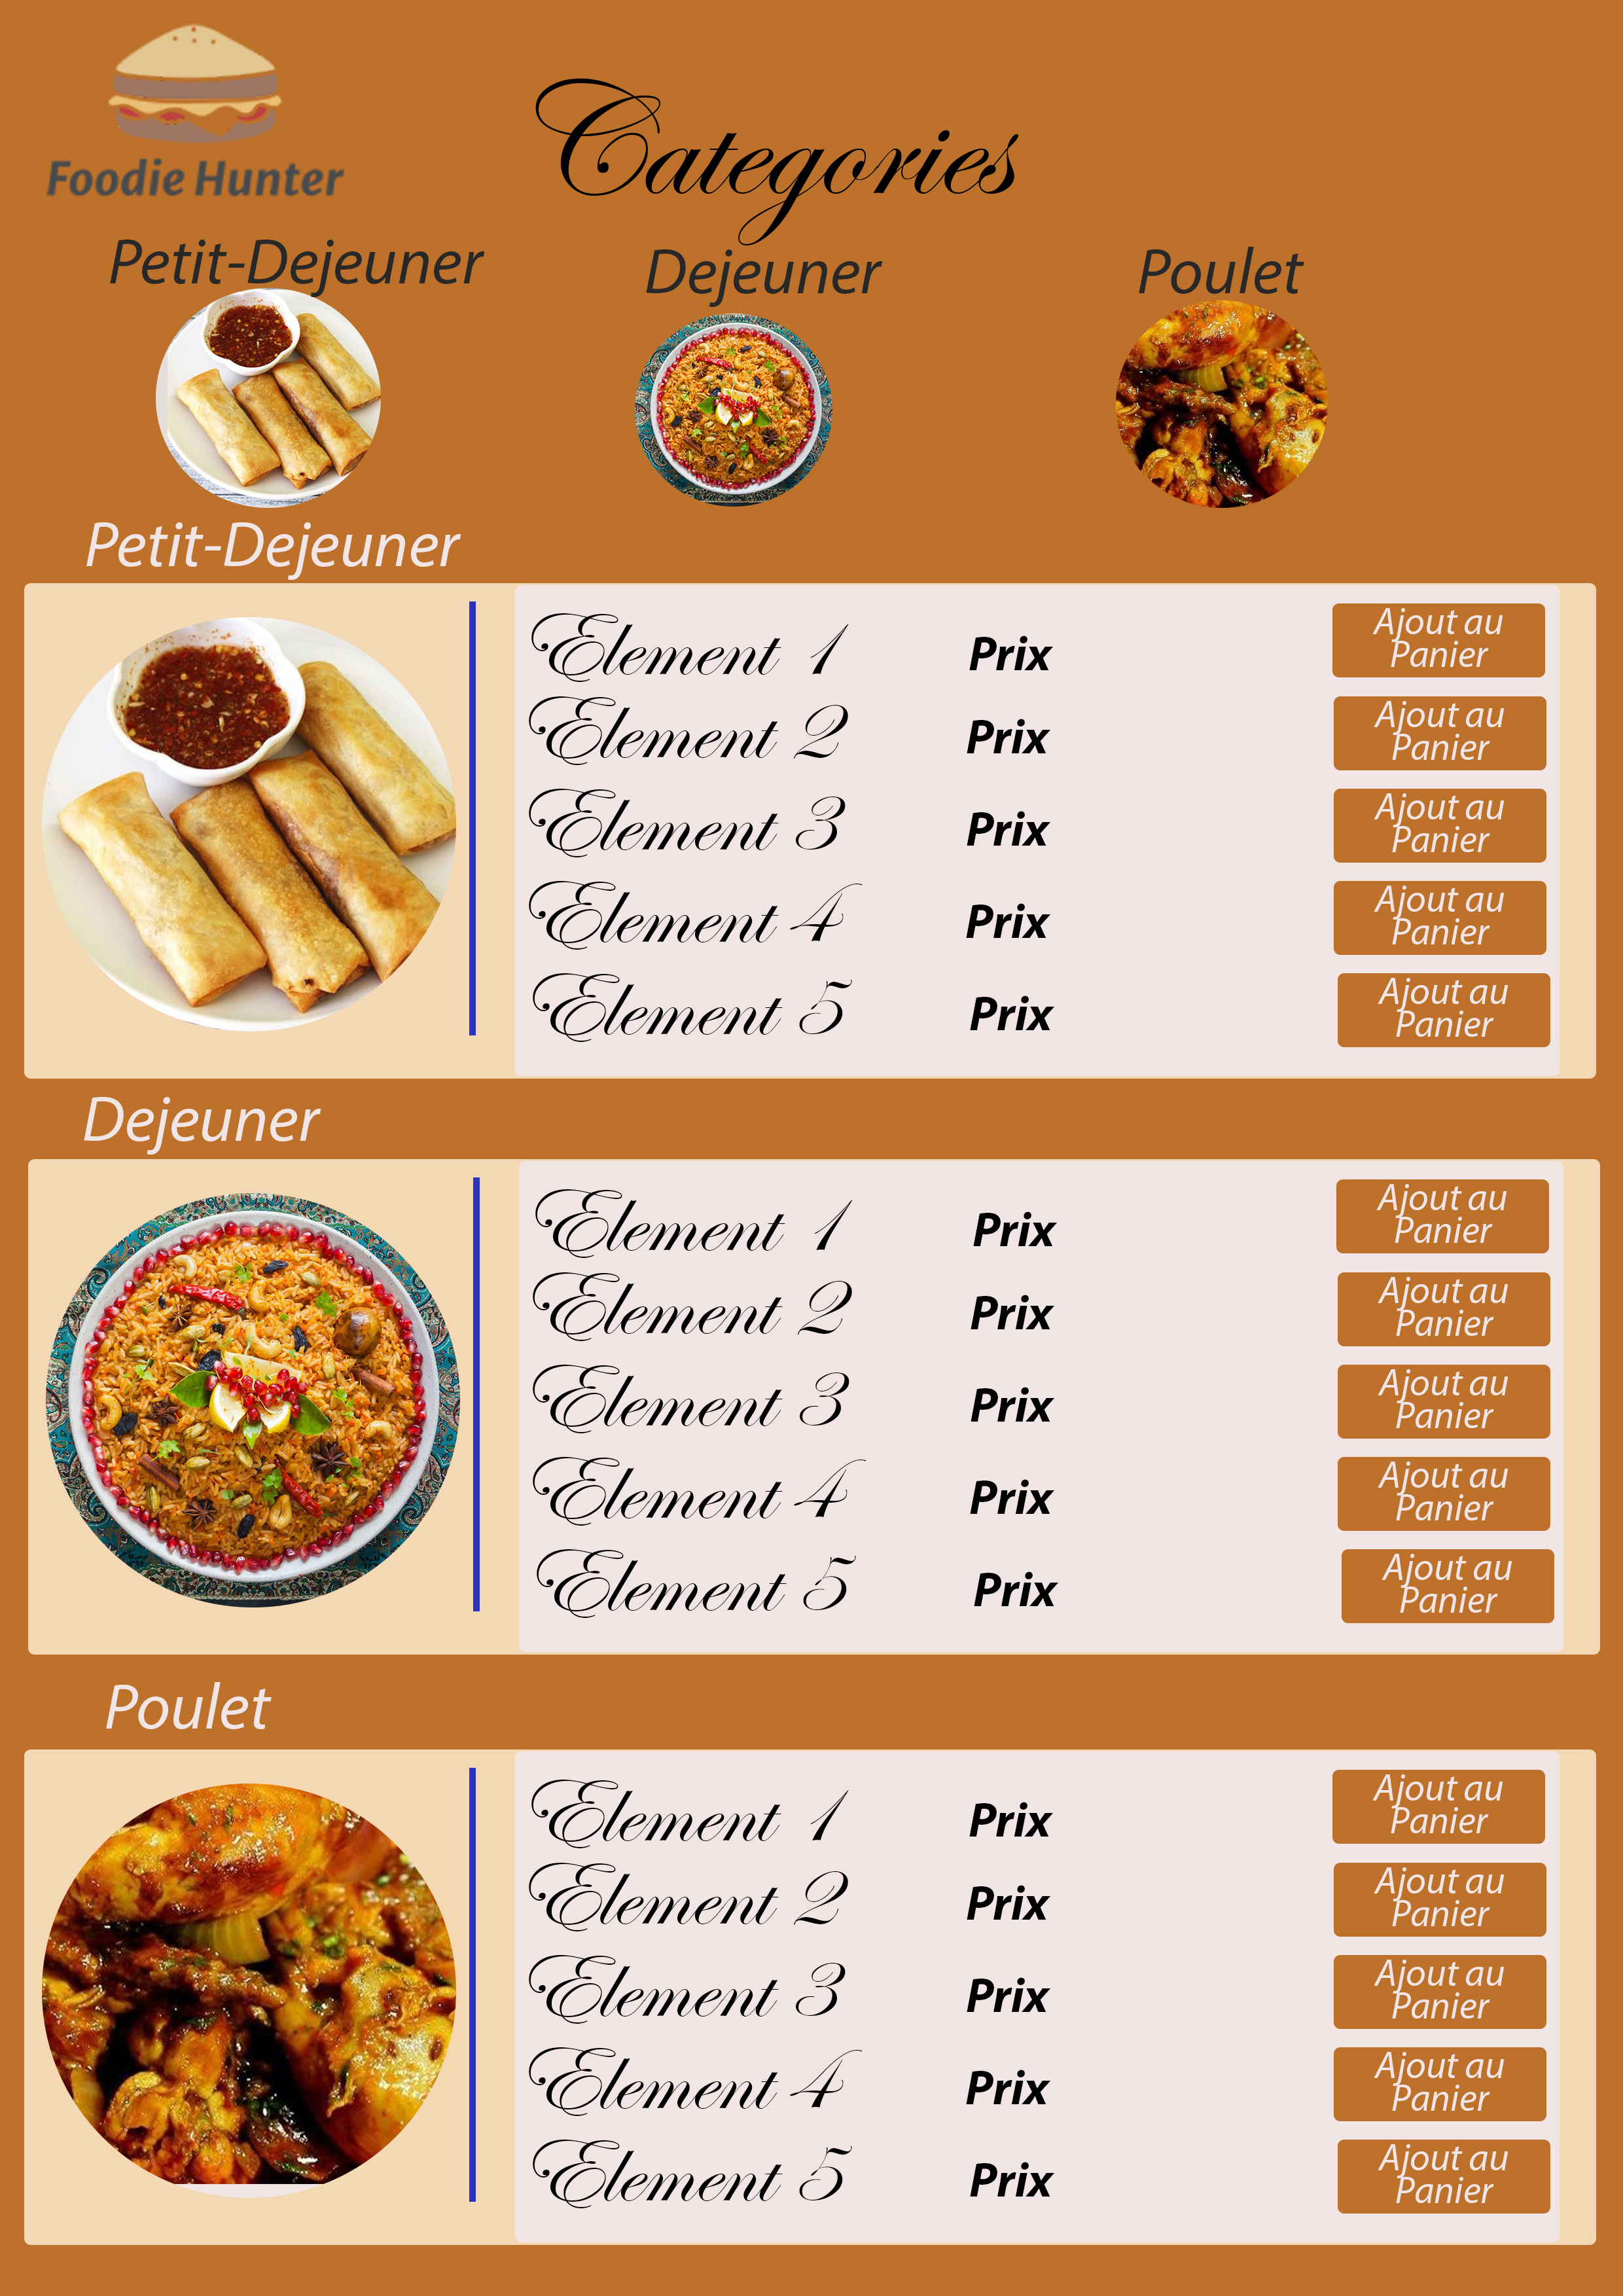 Foodie Hunter
Categories
Petit-Dejeuner
Dejeuner
Poulet
Petit-Dejeuner
Element 1
Prix
Ajout au
Panier
Element 2
Prix
Ajout au
Panier
Element 3
Prix
Ajout au
Panier
Element 4
Prix
Ajout au
Panier
Element 5
Prix
Ajout au
Panier
Dejeuner
Element 1
Prix
Ajout au
Panier
Element 2
Prix
Ajout au
Panier
Element 3
Prix
Ajout au
Panier
Element 4
Prix
Ajout au
Panier
Element 5
Prix
Ajout au
Panier
Poulet
Element 1
Prix
Ajout au
Panier
Element 2
Prix
Ajout au
Panier
Element 3
Prix
Ajout au
Panier
Element 4
Prix
Ajout au
Panier
Element 5
Prix
Ajout au
Panier